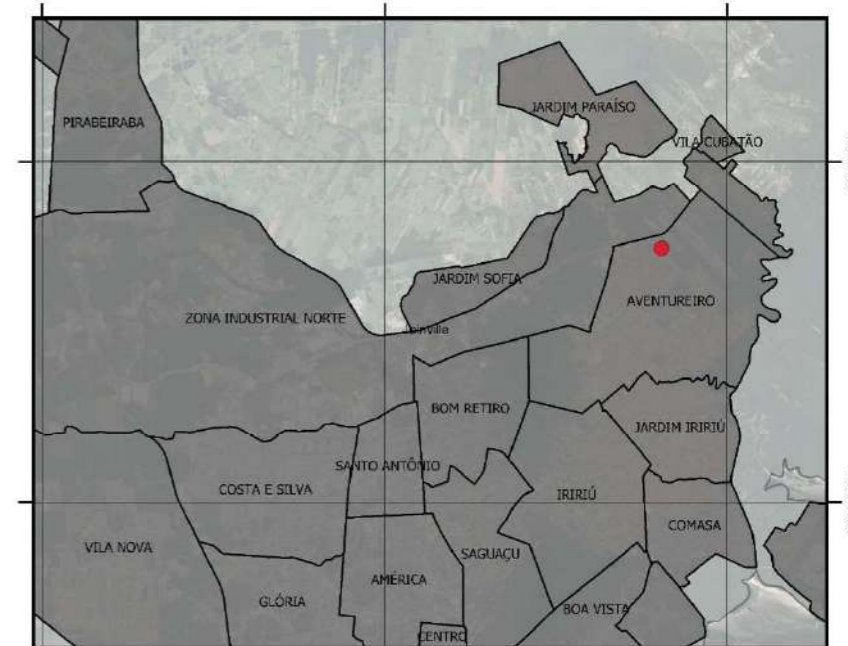 JARDIM PARAÍSO
PIRABEIRABA
VILA CUBATÃO
JARDIM SOFIA
AVENTUREIRO
ZONA INDUSTRIAL NORTE
Joinville
BOM RETIRO
JARDIM IRIRIÚ
SANTO ANTÔNIO
COSTA E SILVA
IRIRIÚ
COMASA
VILA NOVA
SAGUAÇU
AMÉRICA
GLÓRIA
BOA VISTA
CENTRO